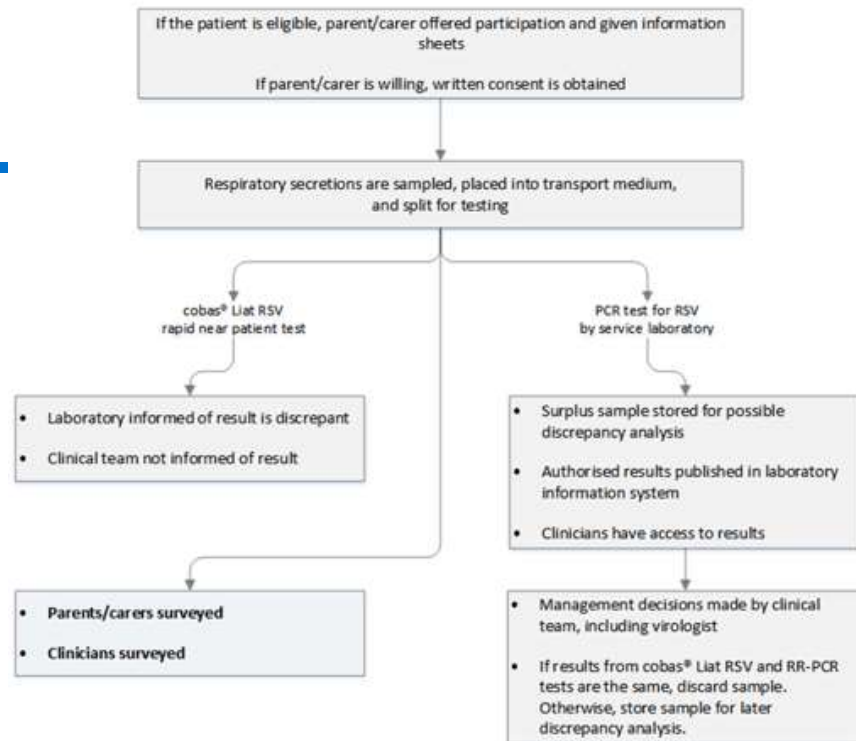 If the patient is eligible, parent/carer offered participation and given information
sheets
If parent/carer is willing, written consent is obtained
Respiratory secretions are sampled, placed into transport medium,
and split for testing
cobas® Liat RSV
rapid near patient test
PCR test for RSV
by service laboratory
• Laboratory informed of result is discrepant
• Clinical team not informed of result
• Surplus sample stored for possible
discrepancy analysis
• Authorised results published in laboratory
information system
• Clinicians have access to results
• Parents/carers surveyed
• Clinicians surveyed
• Management decisions made by clinical
team, including virologist
• If results from cobas® Liat RSV and RR-PCR
tests are the same, discard sample.
Otherwise, store sample for later
discrepancy analysis.